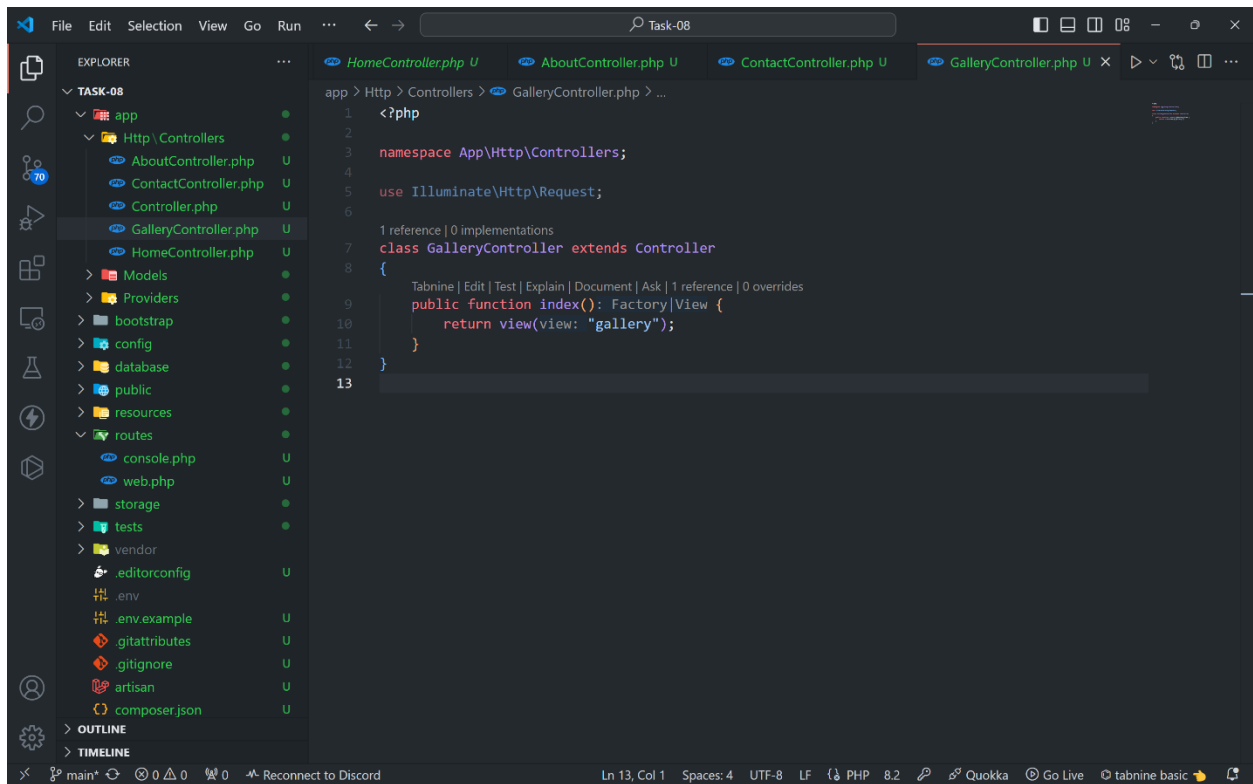 File Edit Selection View Go Run ··· Task-08
EXPLORER ···
TASK-08
app
Http\Controllers
AboutController.php U
ContactController.php U
Controller.php U
GalleryController.php U
HomeController.php U
Models
Providers
bootstrap
config
database
public
resources
routes
console.php U
web.php U
storage
tests
vendor
.editorconfig U
.env
.env.example U
.gitattributes U
.gitignore U
artisan U
composer.json U
OUTLINE
TIMELINE
70
HomeController.php U AboutController.php U ContactController.php U GalleryController.php U
app > Http > Controllers > GalleryController.php > ...
1 <?php
2
3 namespace App\Http\Controllers;
4
5 use Illuminate\Http\Request;
6
1 reference | 0 implementations
7 class GalleryController extends Controller
8 {
Tabnine | Edit | Test | Explain | Document | Ask | 1 reference | 0 overrides
9 public function index(): Factory|View {
10 return view(view: "gallery");
11 }
12 }
13
main* 0 0 0 Reconnect to Discord Ln 13, Col 1 Spaces: 4 UTF-8 LF PHP 8.2 Quokka Go Live tabnine basic